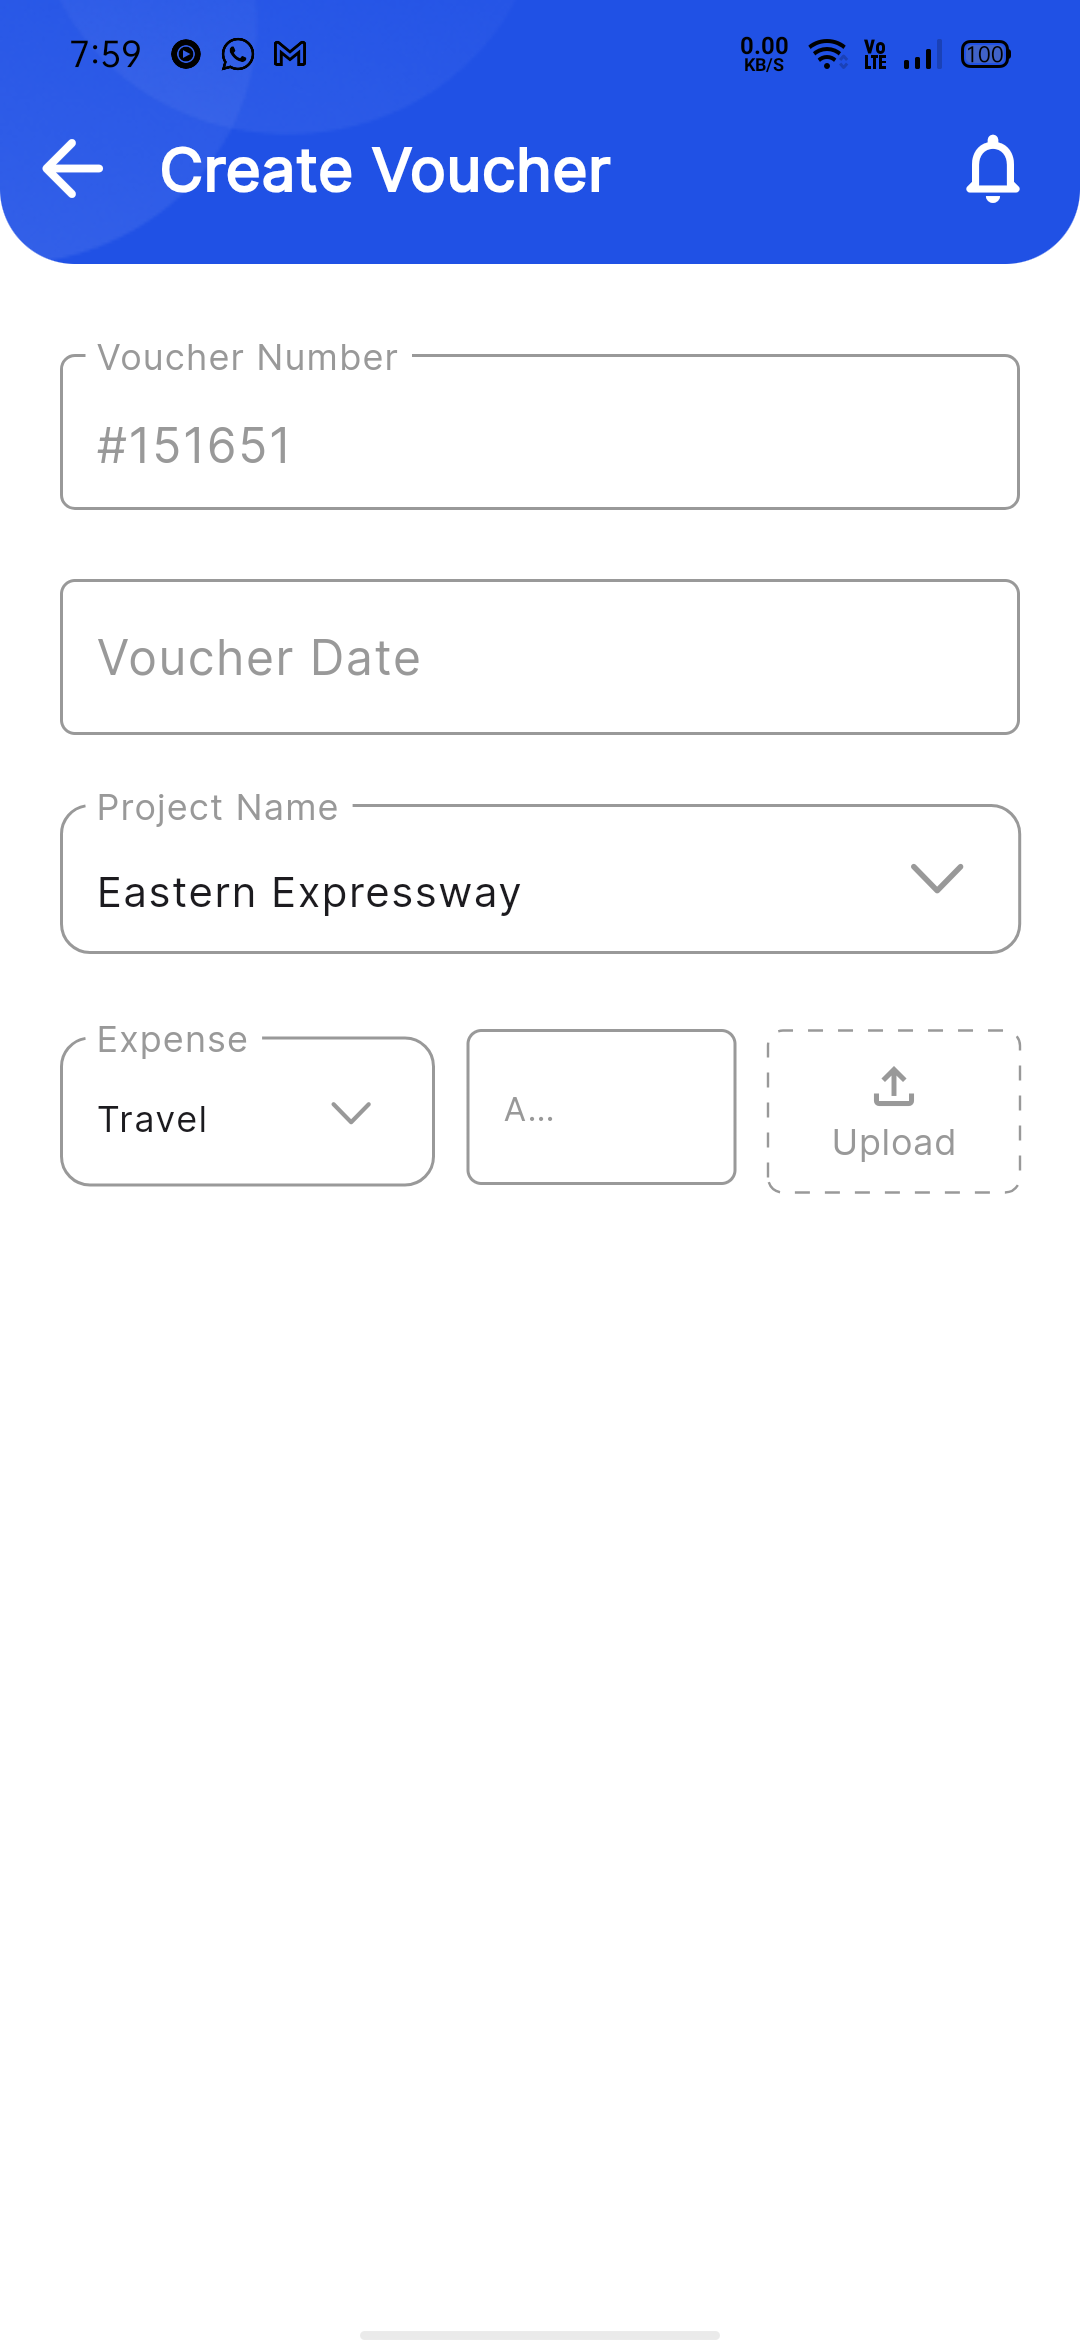 7:59
0.00
KB/S
Vo
LTE
100
Create Voucher
Voucher Number
#151651
Voucher Date
Project Name
Eastern Expressway
Expense
Travel
A...
Upload